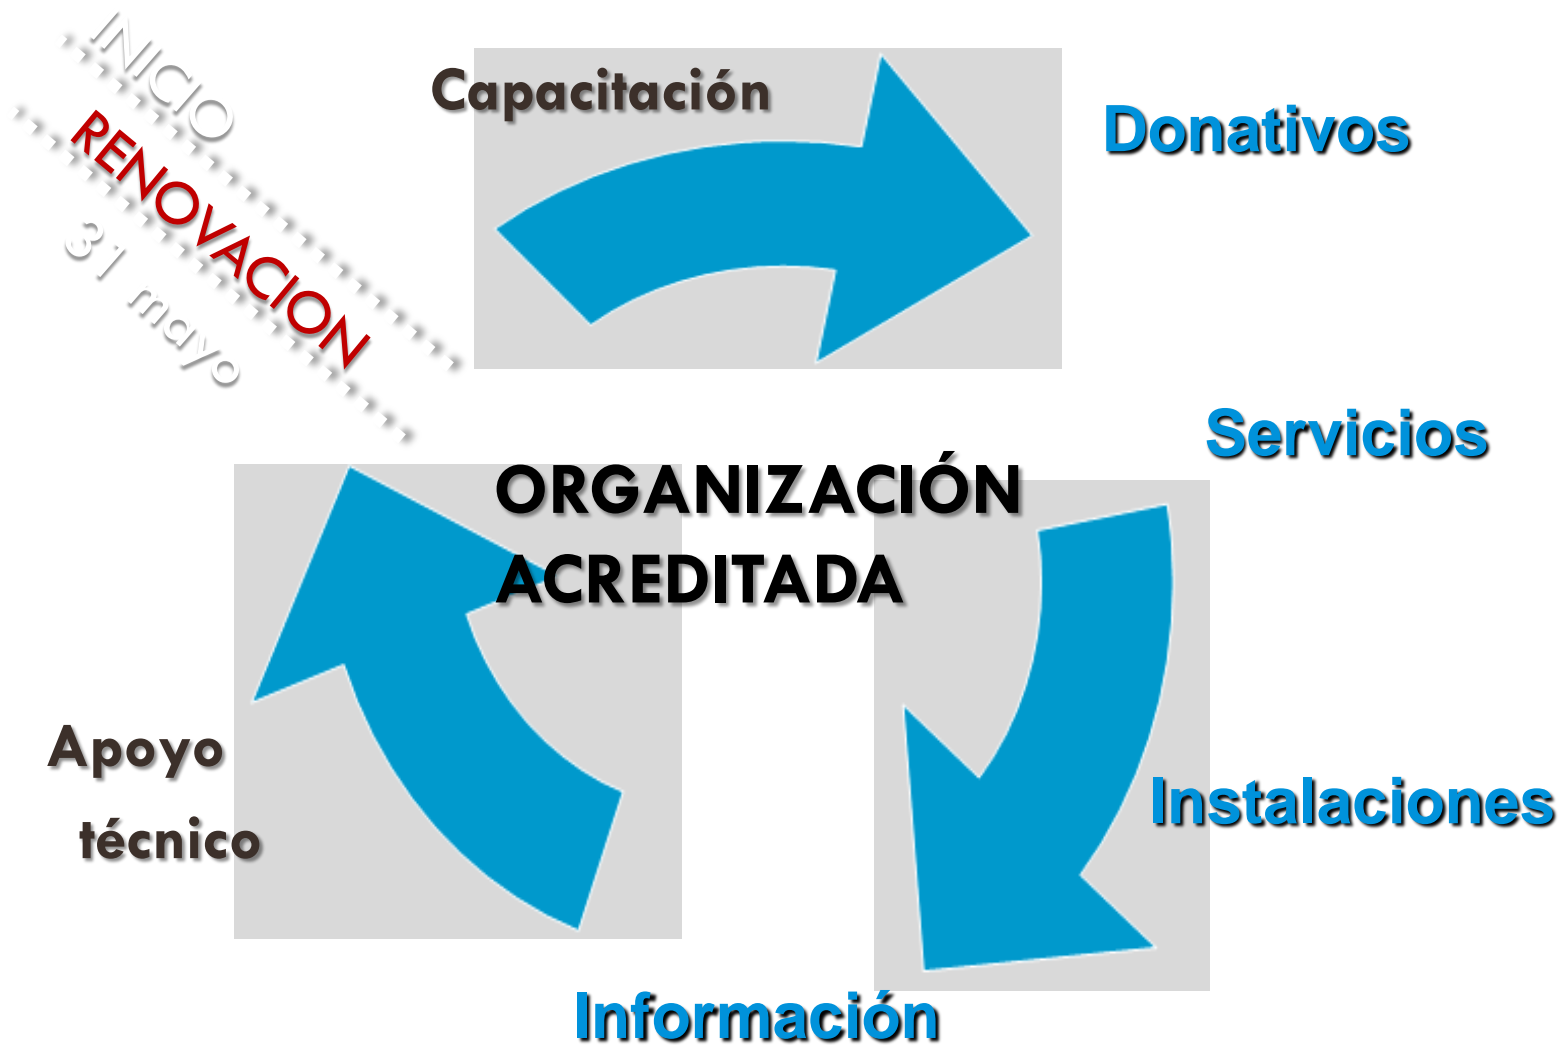 INICIO
RENOVACION
31 mayo
Capacitación
Donativos
Servicios
ORGANIZACIÓN
ACREDITADA
Apoyo
técnico
Instalaciones
Información